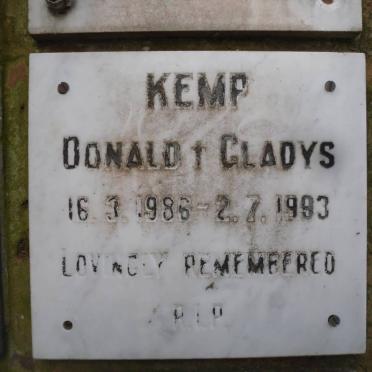 KEMP
DONALD † GLADYS
16.3.1986 - 2.7.1993
LOVINGLY REMEMBERED
R.I.P.